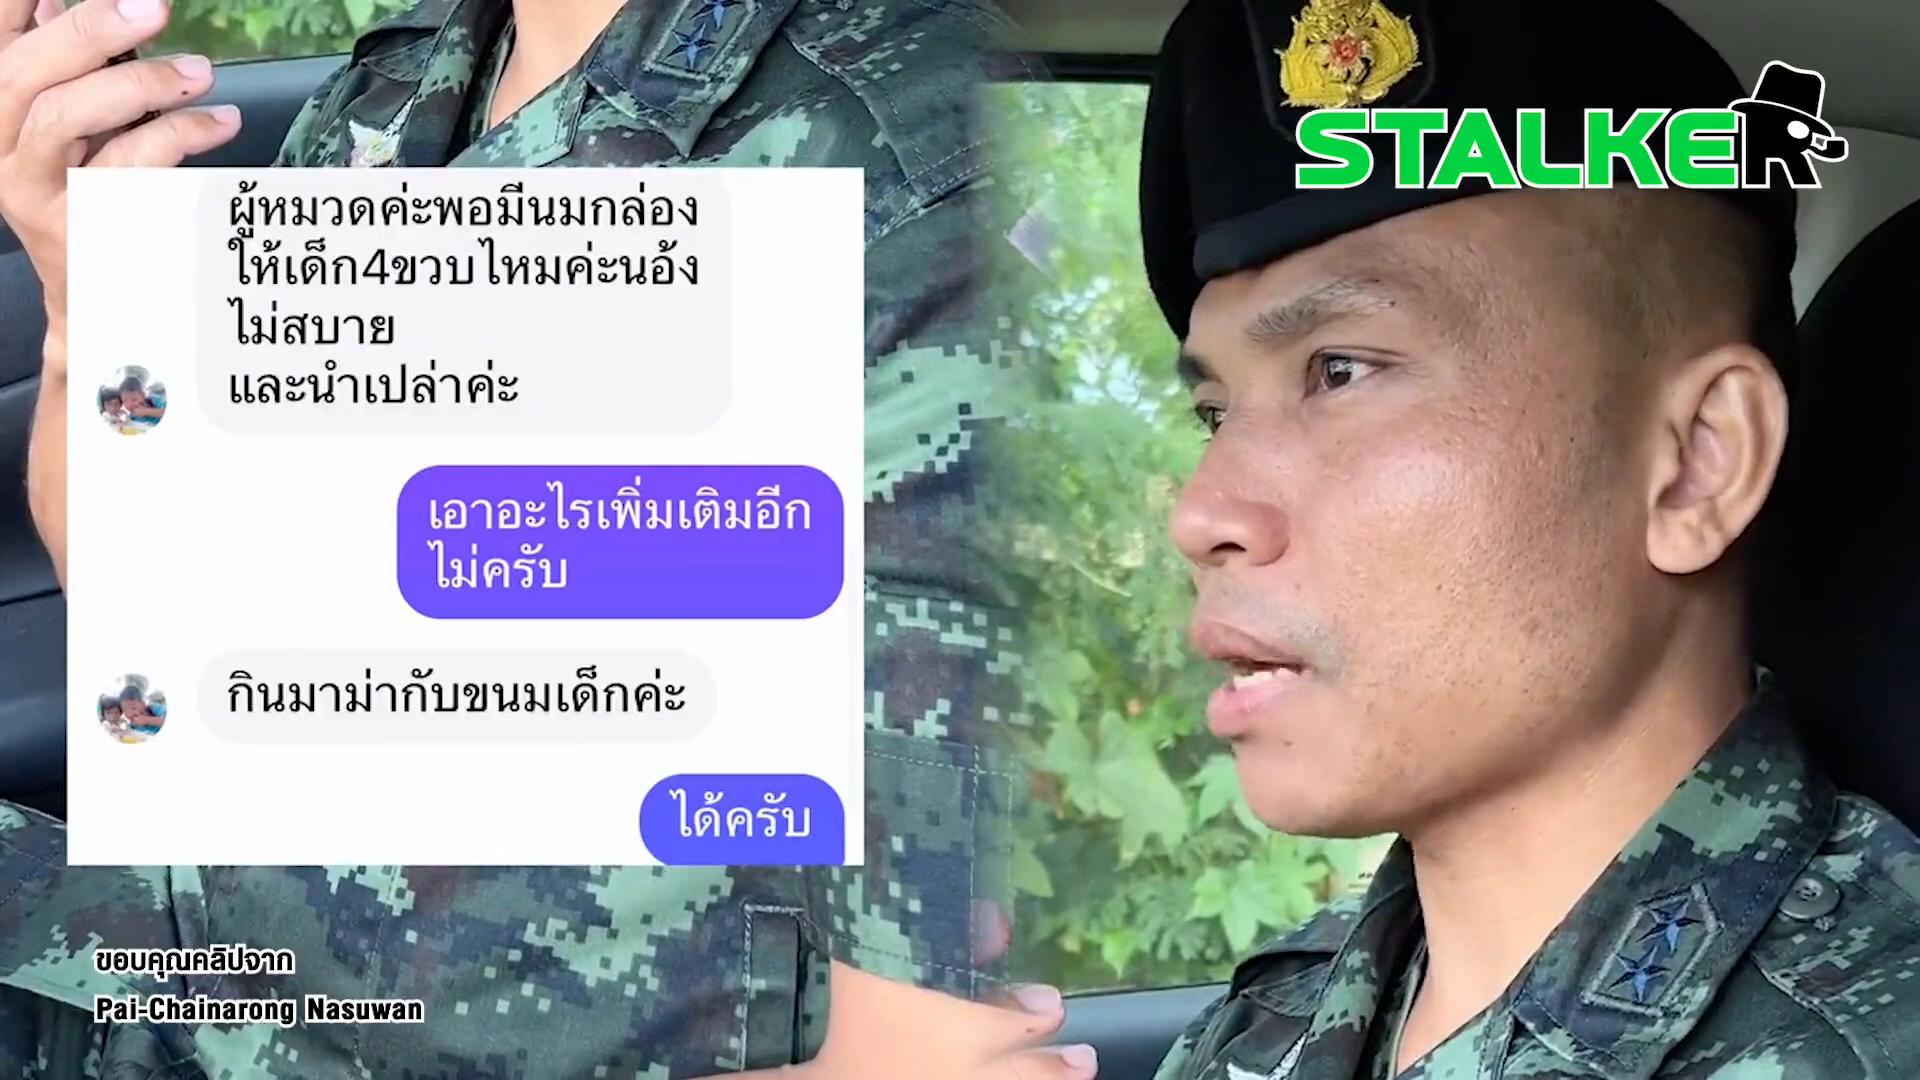 STALKER
ผู้หมวดค่ะพอมีนมกล่อง
ให้เด็ก4ขวบไหมค่ะนอ้ง
ไม่สบาย
และนำเปล่าค่ะ
เอาอะไรเพิ่มเติมอีก
ไม่ครับ
กินมาม่ากับขนมเด็กค่ะ
ได้ครับ
ขอบคุณคลิปจาก
Pai-Chainarong Nasuwan